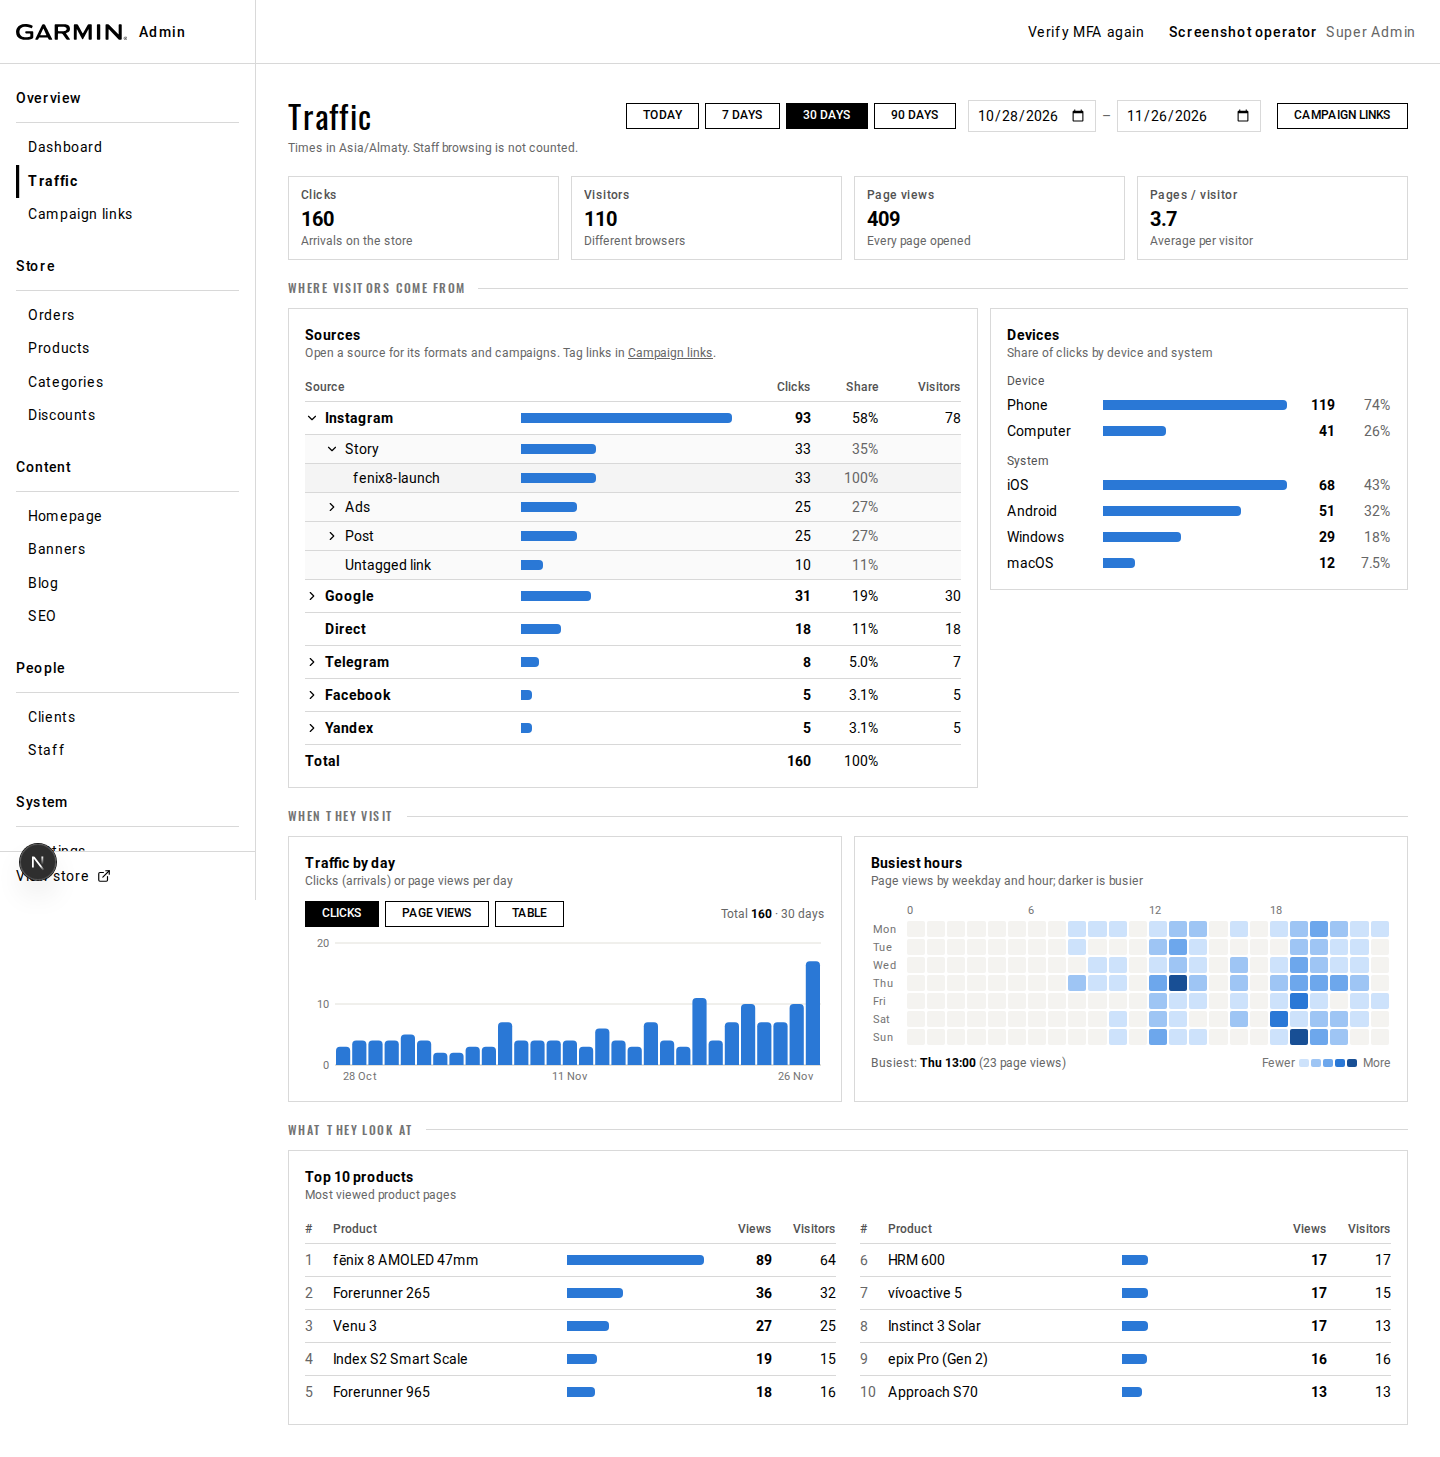 GARMIN. Admin
Verify MFA again Screenshot operator Super Admin
Overview
Dashboard
Traffic
Campaign links
Store
Orders
Products
Categories
Discounts
Content
Homepage
Banners
Blog
SEO
People
Clients
Staff
System
N
store
Traffic
Times in Asia/Almaty. Staff browsing is not counted.
TODAY 7 DAYS 30 DAYS 90 DAYS 10/28/2026 – 11/26/2026 CAMPAIGN LINKS
Clicks
160
Arrivals on the store
Visitors
110
Different browsers
Page views
409
Every page opened
Pages / visitor
3.7
Average per visitor
WHERE VISITORS COME FROM
Sources
Open a source for its formats and campaigns. Tag links in Campaign links.
Source Clicks Share Visitors
Instagram 93 58% 78
Story 33 35%
fenix8-launch 33 100%
Ads 25 27%
Post 25 27%
Untagged link 10 11%
Google 31 19% 30
Direct 18 11% 18
Telegram 8 5.0% 7
Facebook 5 3.1% 5
Yandex 5 3.1% 5
Total 160 100%
Devices
Share of clicks by device and system
Device
Phone 119 74%
Computer 41 26%
System
iOS 68 43%
Android 51 32%
Windows 29 18%
macOS 12 7.5%
WHEN THEY VISIT
Traffic by day
Clicks (arrivals) or page views per day
CLICKS PAGE VIEWS TABLE Total 160 · 30 days
20
10
0
28 Oct 11 Nov 26 Nov
Busiest hours
Page views by weekday and hour; darker is busier
0 6 12 18
Mon
Tue
Wed
Thu
Fri
Sat
Sun
Busiest: Thu 13:00 (23 page views) Fewer More
WHAT THEY LOOK AT
Top 10 products
Most viewed product pages
# Product Views Visitors
1 fēnix 8 AMOLED 47mm 89 64
2 Forerunner 265 36 32
3 Venu 3 27 25
4 Index S2 Smart Scale 19 15
5 Forerunner 965 18 16
# Product Views Visitors
6 HRM 600 17 17
7 vívoactive 5 17 15
8 Instinct 3 Solar 17 13
9 epix Pro (Gen 2) 16 16
10 Approach S70 13 13